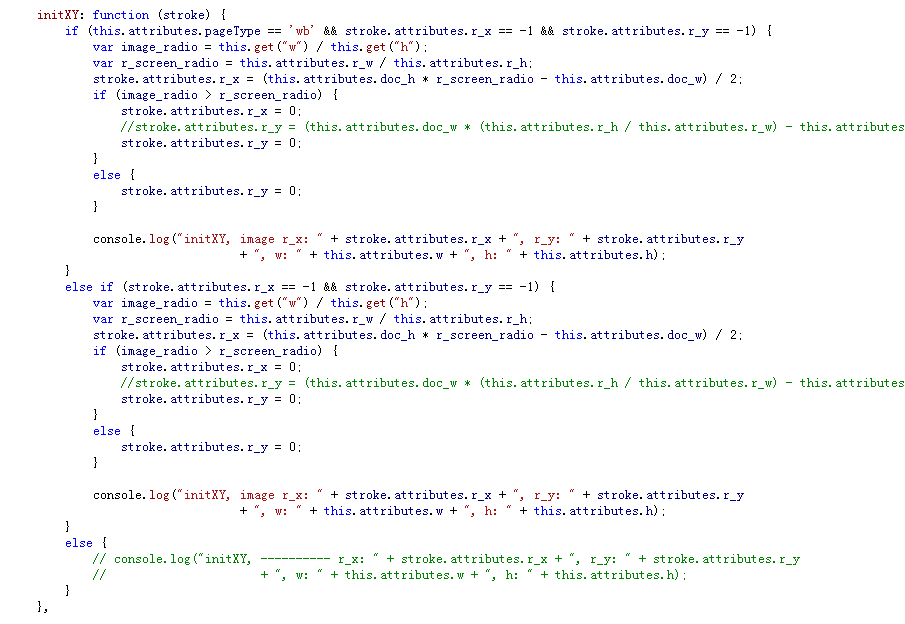 initXY: function (stroke) {
    if (this.attributes.pageType == 'wb' && stroke.attributes.r_x == -1 && stroke.attributes.r_y == -1) {
        var image_radio = this.get("w") / this.get("h");
        var r_screen_radio = this.attributes.r_w / this.attributes.r_h;
        stroke.attributes.r_x = (this.attributes.doc_h * r_screen_radio - this.attributes.doc_w) / 2;
        if (image_radio > r_screen_radio) {
            stroke.attributes.r_x = 0;
            //stroke.attributes.r_y = (this.attributes.doc_w * (this.attributes.r_h / this.attributes.r_w) - this.attributes
            stroke.attributes.r_y = 0;
        }
        else {
            stroke.attributes.r_y = 0;
        }

        console.log("initXY, image r_x: " + stroke.attributes.r_x + ", r_y: " + stroke.attributes.r_y
                             + ", w: " + this.attributes.w + ", h: " + this.attributes.h);
    }
    else if (stroke.attributes.r_x == -1 && stroke.attributes.r_y == -1) {
        var image_radio = this.get("w") / this.get("h");
        var r_screen_radio = this.attributes.r_w / this.attributes.r_h;
        stroke.attributes.r_x = (this.attributes.doc_h * r_screen_radio - this.attributes.doc_w) / 2;
        if (image_radio > r_screen_radio) {
            stroke.attributes.r_x = 0;
            //stroke.attributes.r_y = (this.attributes.doc_w * (this.attributes.r_h / this.attributes.r_w) - this.attributes
            stroke.attributes.r_y = 0;
        }
        else {
            stroke.attributes.r_y = 0;
        }

        console.log("initXY, image r_x: " + stroke.attributes.r_x + ", r_y: " + stroke.attributes.r_y
                             + ", w: " + this.attributes.w + ", h: " + this.attributes.h);
    }
    else {
        // console.log("initXY, ---------- r_x: " + stroke.attributes.r_x + ", r_y: " + stroke.attributes.r_y
        //                      + ", w: " + this.attributes.w + ", h: " + this.attributes.h);
    }
},